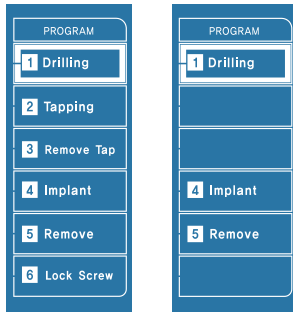 PROGRAM
1 Drilling
2 Tapping
3 Remove Tap
4 Implant
5 Remove
6 Lock Screw
PROGRAM
1 Drilling
4 Implant
5 Remove